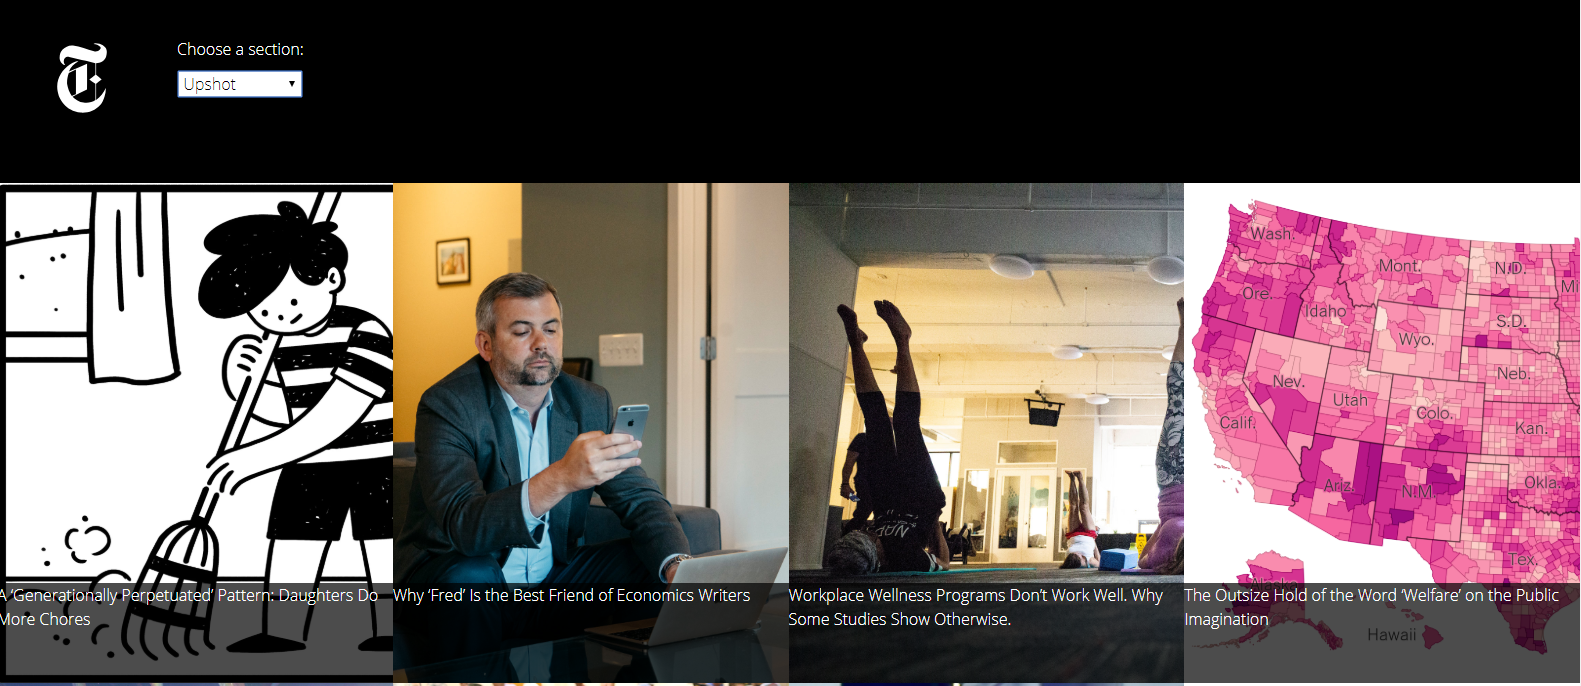 T
Choose a section:
Upshot
A ‘Generationally Perpetuated’ Pattern: Daughters Do
More Chores
Why ‘Fred’ Is the Best Friend of Economics Writers
Workplace Wellness Programs Don’t Work Well. Why
Some Studies Show Otherwise.
The Outsize Hold of the Word ‘Welfare’ on the Public
Imagination
Wash.
Mont.
N.D.
Ore.
Idaho
S.D.
Wyo.
Neb.
Nev.
Utah
Colo.
Calif.
Kan.
Ariz.
N.M.
Okla.
Tex.
Alaska
Hawaii